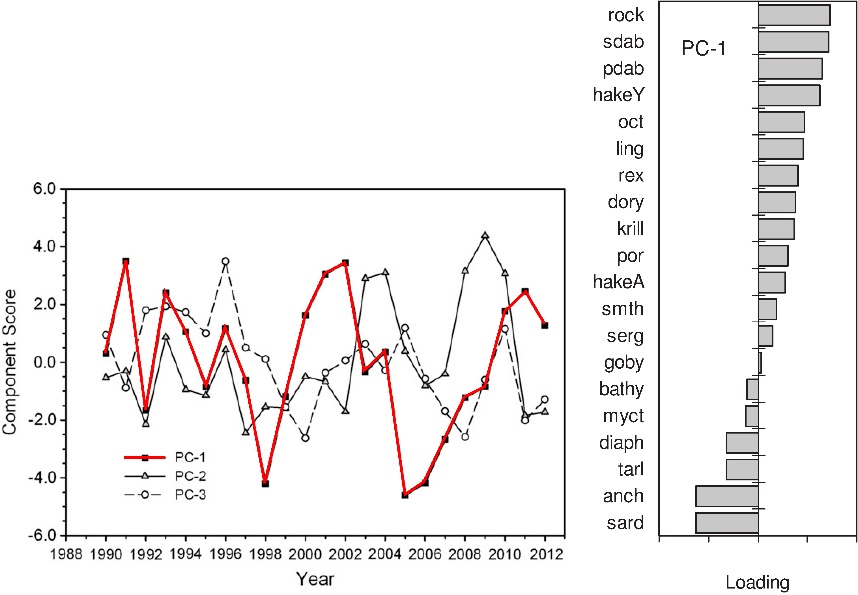 6.0
4.0
2.0
0.0
-2.0
-4.0
-6.0
Component Score
PC-1
PC-2
PC-3
1988 1990 1992 1994 1996 1998 2000 2002 2004 2006 2008 2010 2012
Year
PC-1
rock
sdab
pdab
hakeY
oct
ling
rex
dory
krill
por
hakeA
smth
serg
goby
bathy
myct
diaph
tarl
anch
sard
Loading